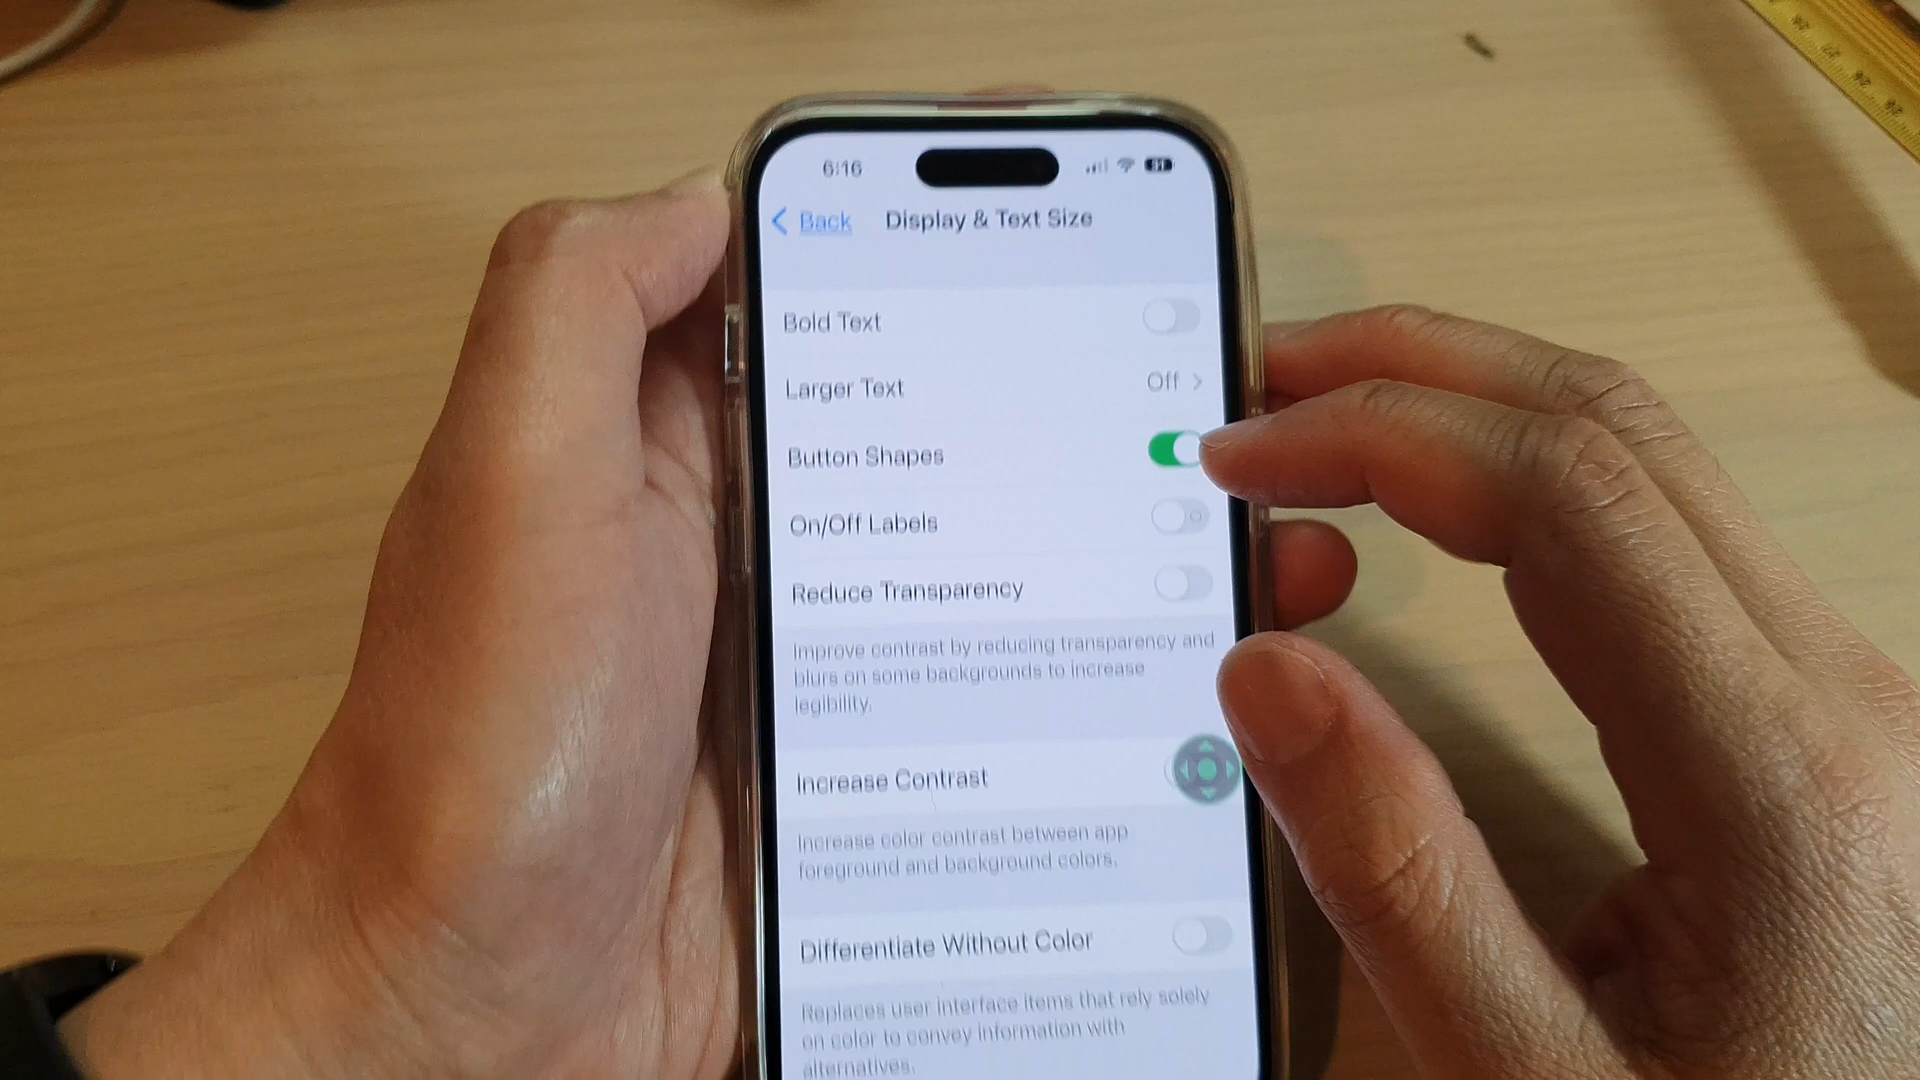 6:16
Back
Display & Text Size
Bold Text
Larger Text Off
Button Shapes
On/Off Labels
Reduce Transparency
Improve contrast by reducing transparency and
blurs on some backgrounds to increase
legibility.
Increase Contrast
Increase color contrast between app
foreground and background colors.
Differentiate Without Color
Replaces user interface items that rely solely
on color to convey information with
alternatives.